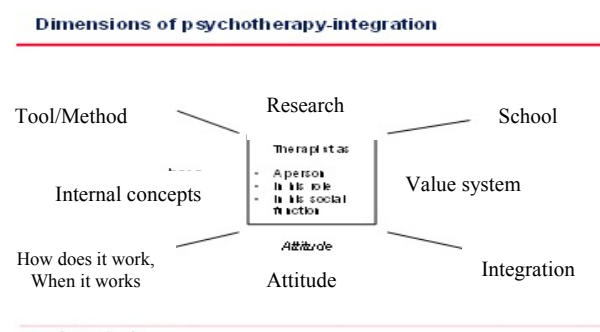 Dimensions of psychotherapy-integration
Research
Tool/Method
School
Therapist as
- A person
- In his role
- In his social
function
Internal concepts
Value system
Attitude
How does it work,
When it works
Attitude
Integration